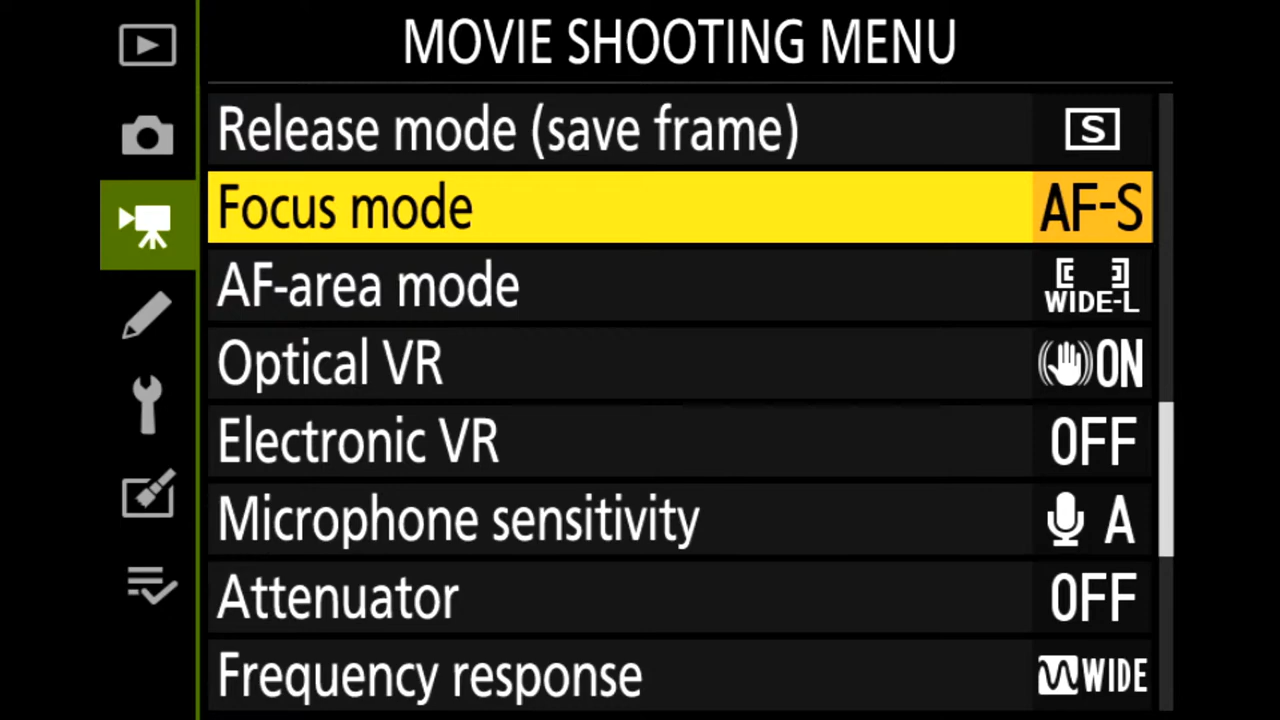 MOVIE SHOOTING MENU
Release mode (save frame) S
Focus mode AF-S
AF-area mode WIDE-L
Optical VR ON
Electronic VR OFF
Microphone sensitivity A
Attenuator OFF
Frequency response WIDE